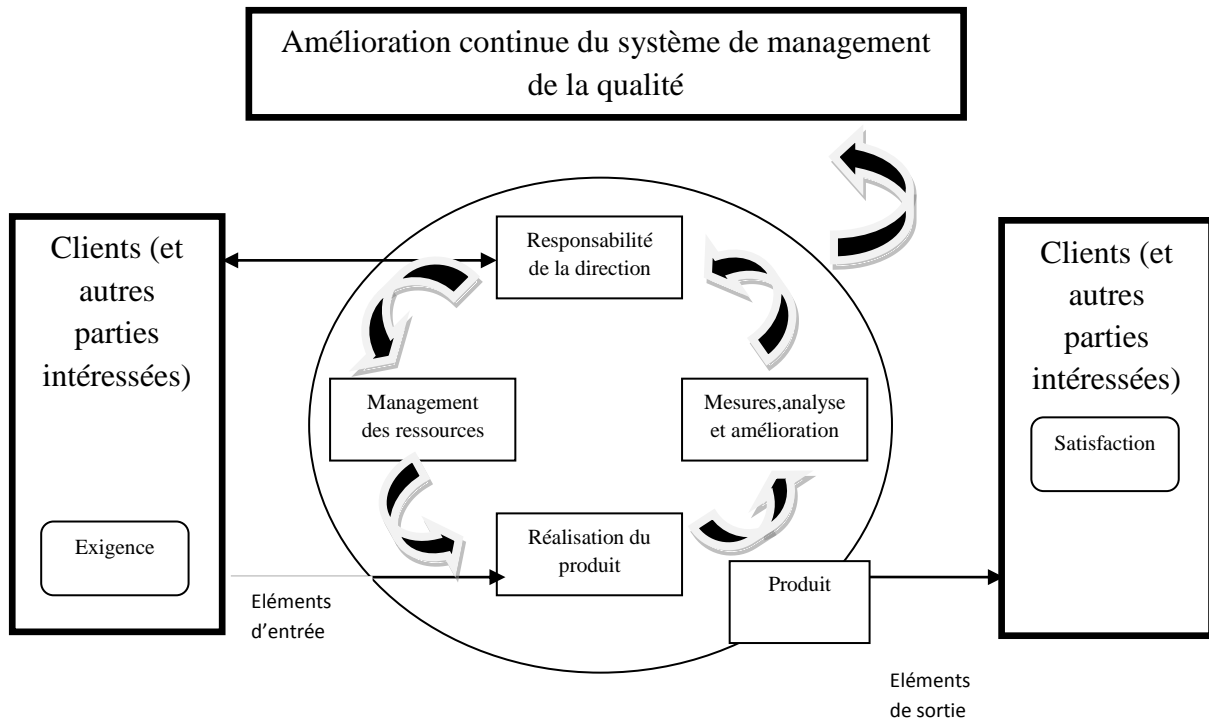 Amélioration continue du système de management
de la qualité
Clients (et
autres
parties
intéressées)
Exigence
Responsabilité
de la direction
Management
des ressources
Mesures,analyse
et amélioration
Réalisation du
produit
Produit
Eléments
d'entrée
Clients (et
autres
parties
intéressées)
Satisfaction
Eléments
de sortie